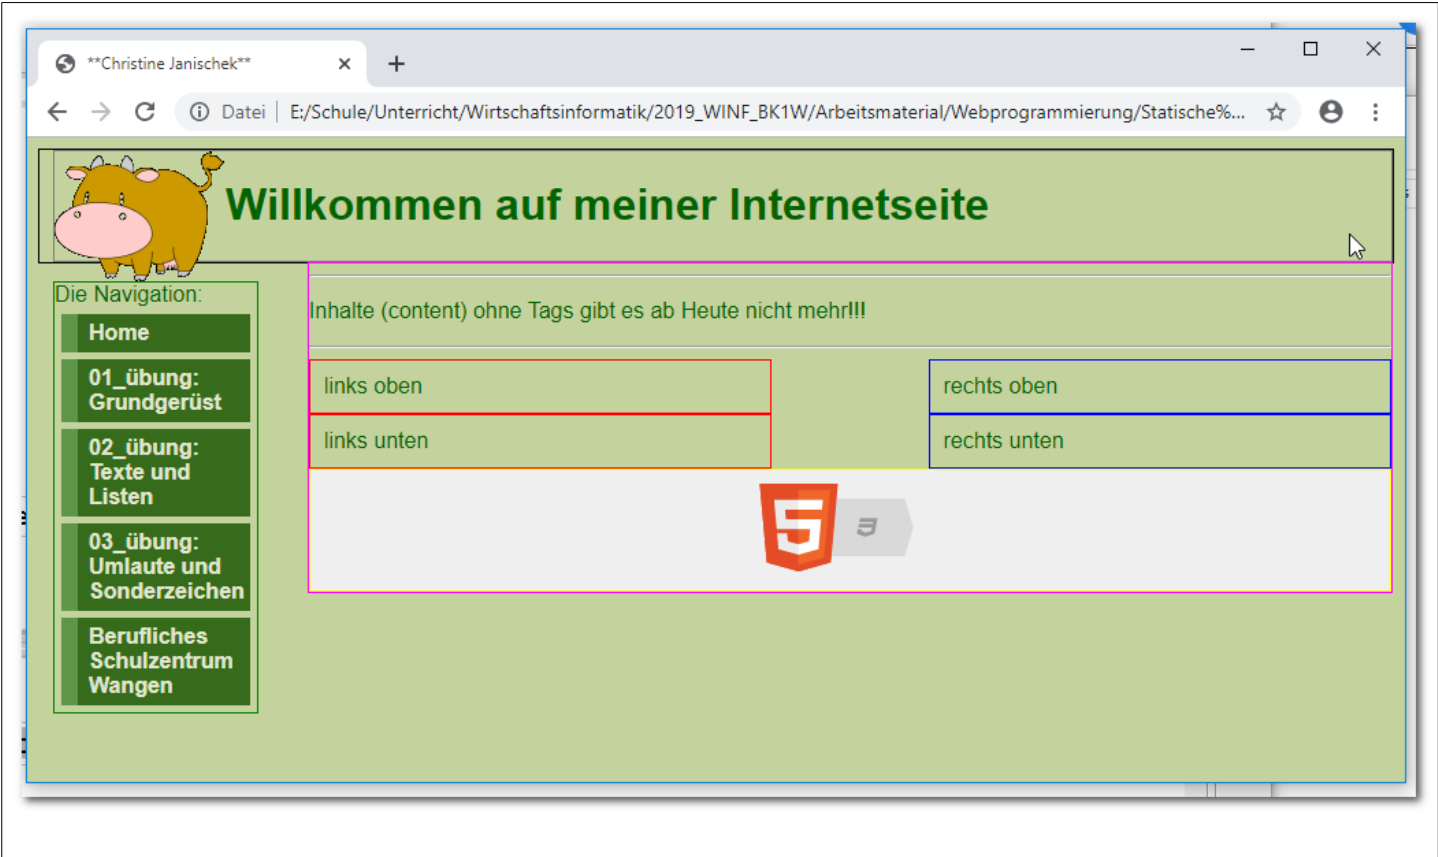 **Christine Janischek**
Datei
E:/Schule/Unterricht/Wirtschaftsinformatik/2019_WINF_BK1W/Arbeitsmaterial/Webprogrammierung/Statische%...
Willkommen auf meiner Internetseite
Die Navigation:
Home
01_übung:
Grundgerüst
02_übung:
Texte und
Listen
03_übung:
Umlaute und
Sonderzeichen
Berufliches
Schulzentrum
Wangen
Inhalte (content) ohne Tags gibt es ab Heute nicht mehr!!!
links oben
rechts oben
links unten
rechts unten
5
3